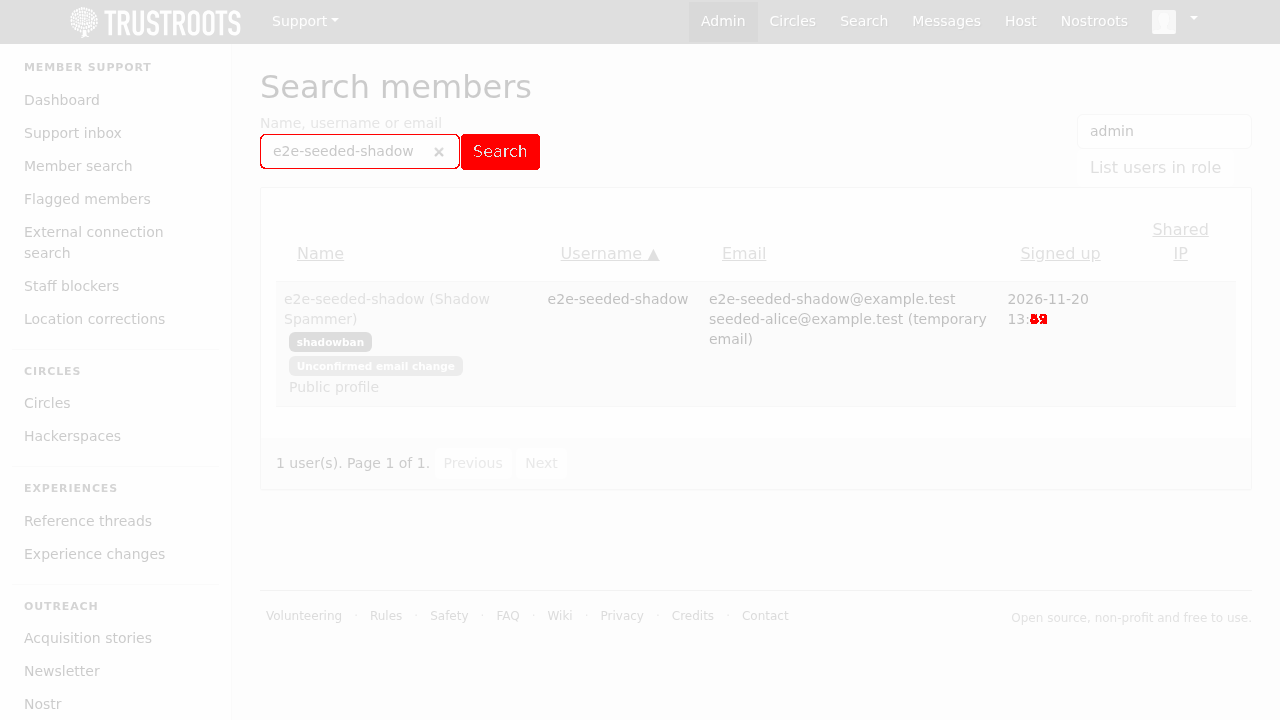 TRUSTROOTS Support Admin Circles Search Messages Host Nostroots
MEMBER SUPPORT
Dashboard
Support inbox
Member search
Flagged members
External connection
search
Staff blockers
Location corrections
CIRCLES
Circles
Hackerspaces
EXPERIENCES
Reference threads
Experience changes
OUTREACH
Acquisition stories
Newsletter
Nostr
Search members
Name, username or email
e2e-seeded-shadow × Search
admin
List users in role
Name Username ▲ Email Signed up Shared IP
e2e-seeded-shadow (Shadow
Spammer)
shadowban
Unconfirmed email change
Public profile
e2e-seeded-shadow
e2e-seeded-shadow@example.test
seeded-alice@example.test (temporary
email)
2026-11-20
13:
1 user(s). Page 1 of 1. Previous Next
Volunteering · Rules · Safety · FAQ · Wiki · Privacy · Credits · Contact
Open source, non-profit and free to use.